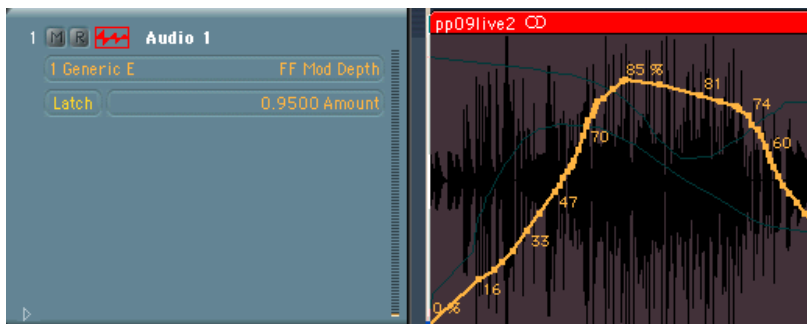 1 M R Audio 1
1 Generic E FF Mod Depth
Latch 0.9500 Amount
pp09live2
85 %
81
74
70
60
47
33
16
0 %